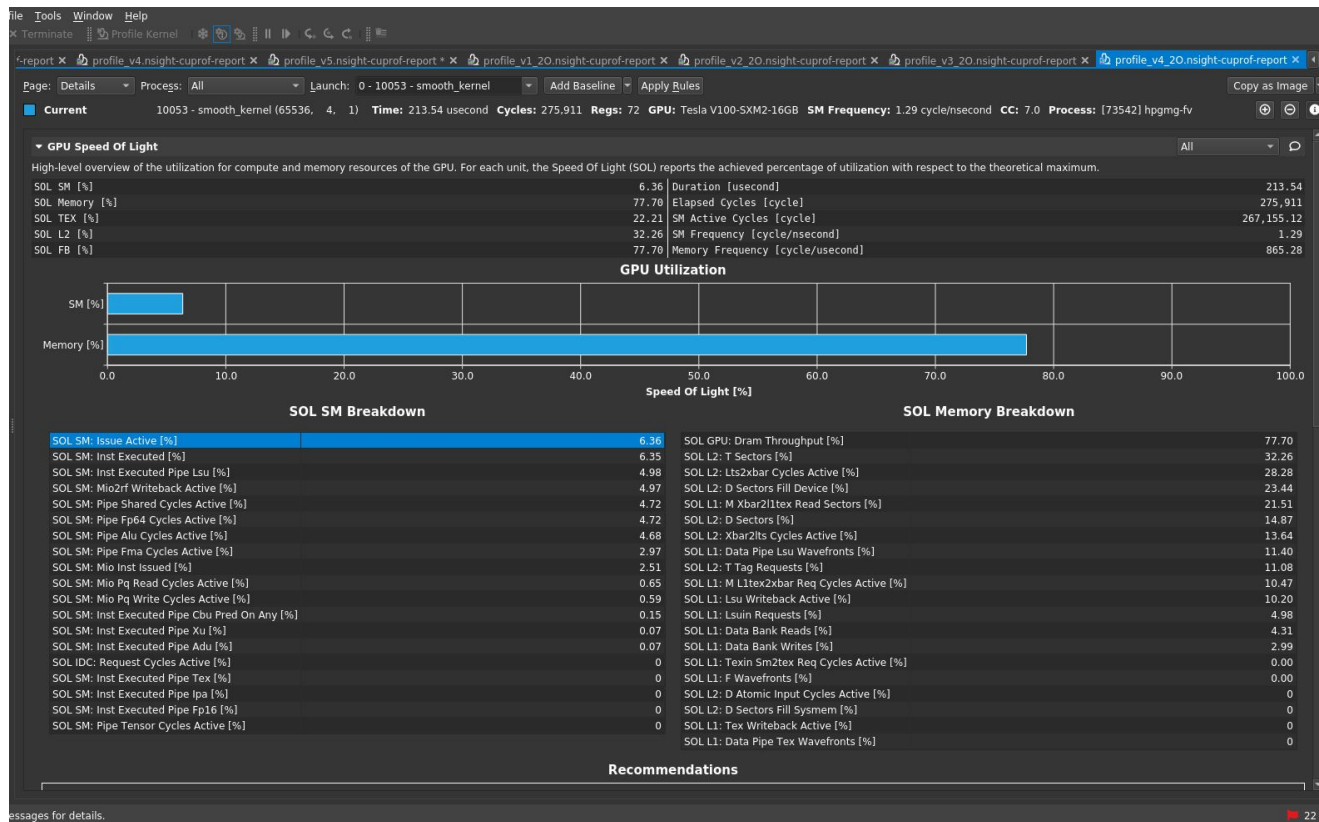 file Tools Window Help
Terminate Profile Kernel
-report profile_v4.nsight-cuprof-report profile_v5.nsight-cuprof-report * profile_v1_2O.nsight-cuprof-report profile_v2_2O.nsight-cuprof-report profile_v3_2O.nsight-cuprof-report profile_v4_2O.nsight-cuprof-report
Page: Details Process: All Launch: 0 - 10053 - smooth_kernel Add Baseline Apply Rules Copy as Image
Current 10053 - smooth_kernel (65536, 4, 1) Time: 213.54 usecond Cycles: 275,911 Regs: 72 GPU: Tesla V100-SXM2-16GB SM Frequency: 1.29 cycle/nsecond CC: 7.0 Process: [73542] hpgmg-fv
GPU Speed Of Light All
High-level overview of the utilization for compute and memory resources of the GPU. For each unit, the Speed Of Light (SOL) reports the achieved percentage of utilization with respect to the theoretical maximum.
SOL SM [%] 6.36 Duration [usecond] 213.54
SOL Memory [%] 77.70 Elapsed Cycles [cycle] 275,911
SOL TEX [%] 22.21 SM Active Cycles [cycle] 267,155.12
SOL L2 [%] 32.26 SM Frequency [cycle/nsecond] 1.29
SOL FB [%] 77.70 Memory Frequency [cycle/usecond] 865.28
GPU Utilization
SM [%]
Memory [%]
0.0 10.0 20.0 30.0 40.0 50.0 60.0 70.0 80.0 90.0 100.0
Speed Of Light [%]
SOL SM Breakdown
SOL SM: Issue Active [%] 6.36
SOL SM: Inst Executed [%] 6.35
SOL SM: Inst Executed Pipe Lsu [%] 4.98
SOL SM: Mio2rf Writeback Active [%] 4.97
SOL SM: Pipe Shared Cycles Active [%] 4.72
SOL SM: Pipe Fp64 Cycles Active [%] 4.72
SOL SM: Pipe Alu Cycles Active [%] 4.68
SOL SM: Pipe Fma Cycles Active [%] 2.97
SOL SM: Mio Inst Issued [%] 2.51
SOL SM: Mio Pq Read Cycles Active [%] 0.65
SOL SM: Mio Pq Write Cycles Active [%] 0.59
SOL SM: Inst Executed Pipe Cbu Pred On Any [%] 0.15
SOL SM: Inst Executed Pipe Xu [%] 0.07
SOL SM: Inst Executed Pipe Adu [%] 0.07
SOL IDC: Request Cycles Active [%] 0
SOL SM: Inst Executed Pipe Tex [%] 0
SOL SM: Inst Executed Pipe Ipa [%] 0
SOL SM: Inst Executed Pipe Fp16 [%] 0
SOL SM: Pipe Tensor Cycles Active [%] 0
SOL Memory Breakdown
SOL GPU: Dram Throughput [%] 77.70
SOL L2: T Sectors [%] 32.26
SOL L2: Lts2xbar Cycles Active [%] 28.28
SOL L2: D Sectors Fill Device [%] 23.44
SOL L1: M Xbar2l1tex Read Sectors [%] 21.51
SOL L2: D Sectors [%] 14.87
SOL L2: Xbar2lts Cycles Active [%] 13.64
SOL L1: Data Pipe Lsu Wavefronts [%] 11.40
SOL L2: T Tag Requests [%] 11.08
SOL L1: M L1tex2xbar Req Cycles Active [%] 10.47
SOL L1: Lsu Writeback Active [%] 10.20
SOL L1: Lsuin Requests [%] 4.98
SOL L1: Data Bank Reads [%] 4.31
SOL L1: Data Bank Writes [%] 2.99
SOL L1: Texin Sm2tex Req Cycles Active [%] 0.00
SOL L1: F Wavefronts [%] 0.00
SOL L2: D Atomic Input Cycles Active [%] 0
SOL L2: D Sectors Fill Sysmem [%] 0
SOL L1: Tex Writeback Active [%] 0
SOL L1: Data Pipe Tex Wavefronts [%] 0
Recommendations
essages for details. 22